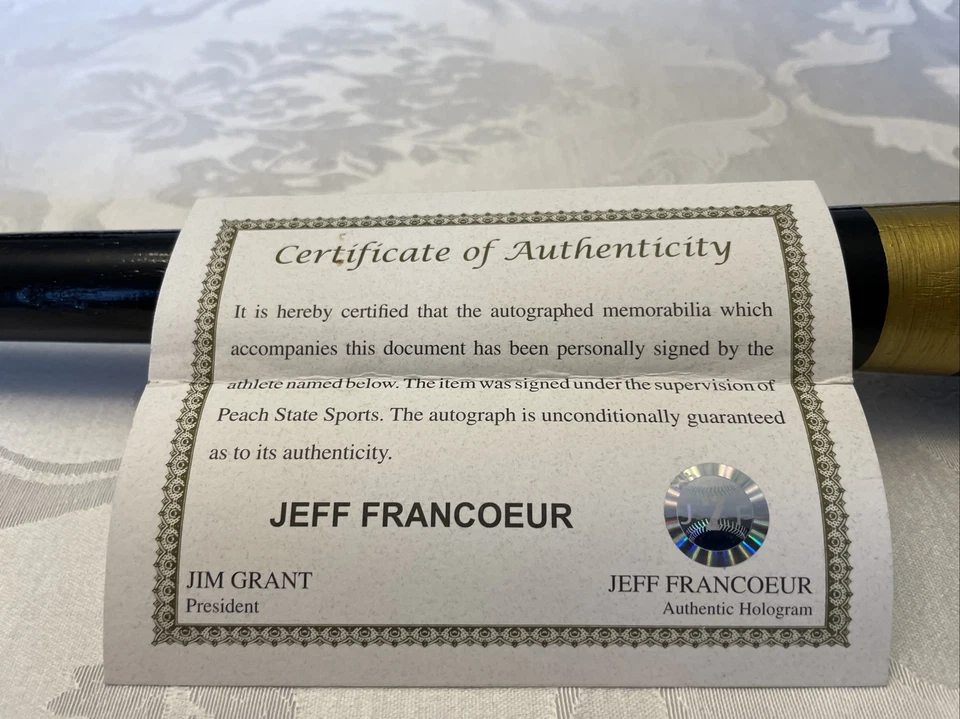 Certificate of Authenticity
It is hereby certified that the autographed memorabilia which
accompanies this document has been personally signed by the
athlete named below. The item was signed under the supervision of
Peach State Sports. The autograph is unconditionally guaranteed
as to its authenticity.
JEFF FRANCOEUR
JIM GRANT
President
JEFF FRANCOEUR
Authentic Hologram